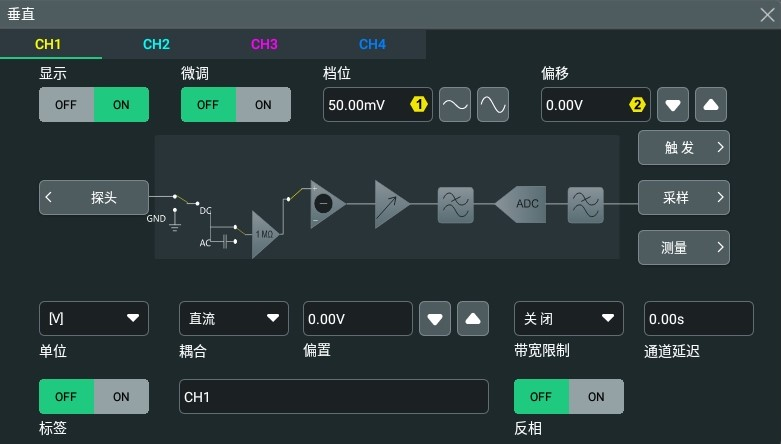 垂直
CH1 CH2 CH3 CH4
显示 微调 档位 偏移
OFF ON OFF ON 50.00mV 1 0.00V 2
触发
探头 采样
DC
GND
1 MΩ ADC
AC
测量
[V] 直流 0.00V 关闭 0.00s
单位 耦合 偏置 带宽限制 通道延迟
OFF ON CH1 OFF ON
标签 反相